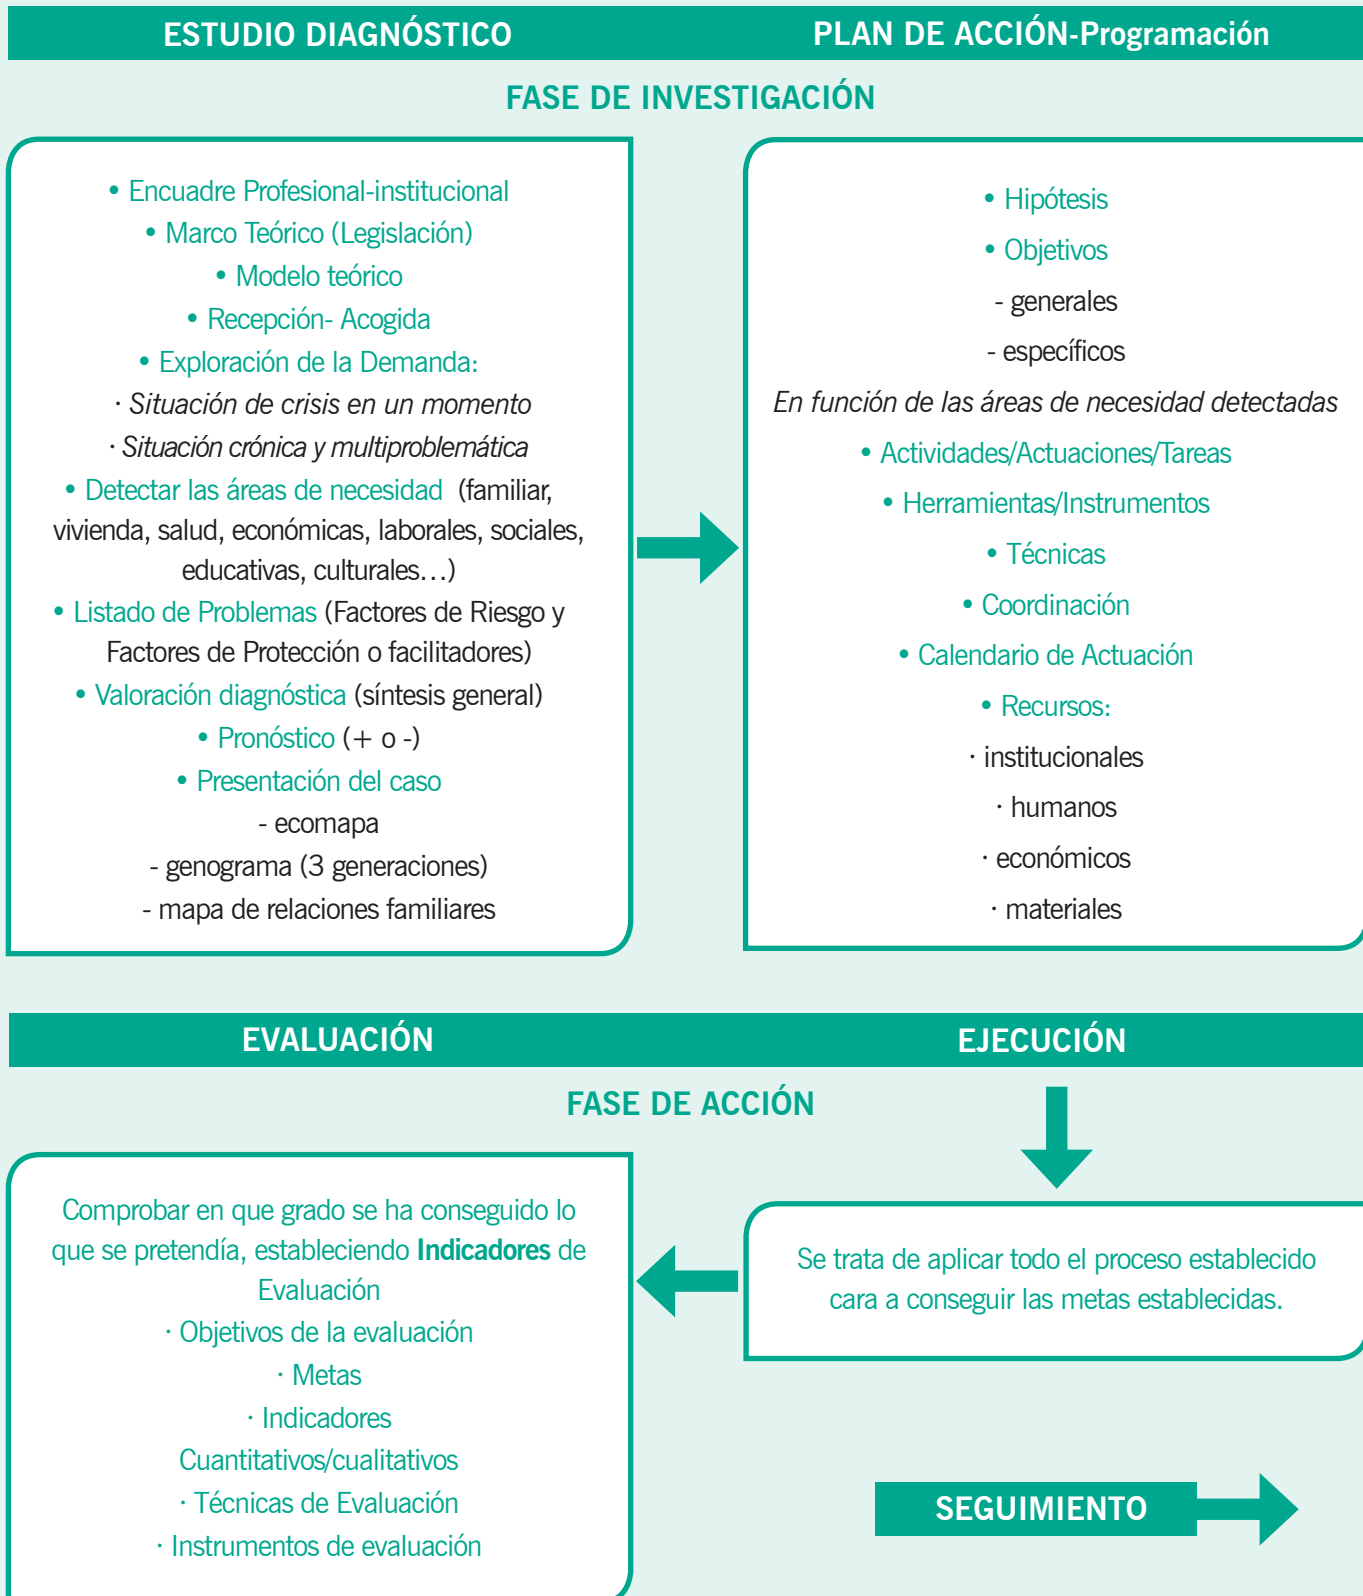 ESTUDIO DIAGNÓSTICO
PLAN DE ACCIÓN-Programación
FASE DE INVESTIGACIÓN
• Encuadre Profesional-institucional
• Marco Teórico (Legislación)
• Modelo teórico
• Recepción- Acogida
• Exploración de la Demanda:
· Situación de crisis en un momento
· Situación crónica y multiproblemática
• Detectar las áreas de necesidad (familiar,
vivienda, salud, económicas, laborales, sociales,
educativas, culturales…)
• Listado de Problemas (Factores de Riesgo y
Factores de Protección o facilitadores)
• Valoración diagnóstica (síntesis general)
• Pronóstico (+ o -)
• Presentación del caso
- ecomapa
- genograma (3 generaciones)
- mapa de relaciones familiares
• Hipótesis
• Objetivos
- generales
- específicos
En función de las áreas de necesidad detectadas
• Actividades/Actuaciones/Tareas
• Herramientas/Instrumentos
• Técnicas
• Coordinación
• Calendario de Actuación
• Recursos:
· institucionales
· humanos
· económicos
· materiales
EVALUACIÓN
EJECUCIÓN
FASE DE ACCIÓN
Comprobar en que grado se ha conseguido lo
que se pretendía, estableciendo Indicadores de
Evaluación
· Objetivos de la evaluación
· Metas
· Indicadores
Cuantitativos/cualitativos
· Técnicas de Evaluación
· Instrumentos de evaluación
Se trata de aplicar todo el proceso establecido
cara a conseguir las metas establecidas.
SEGUIMIENTO